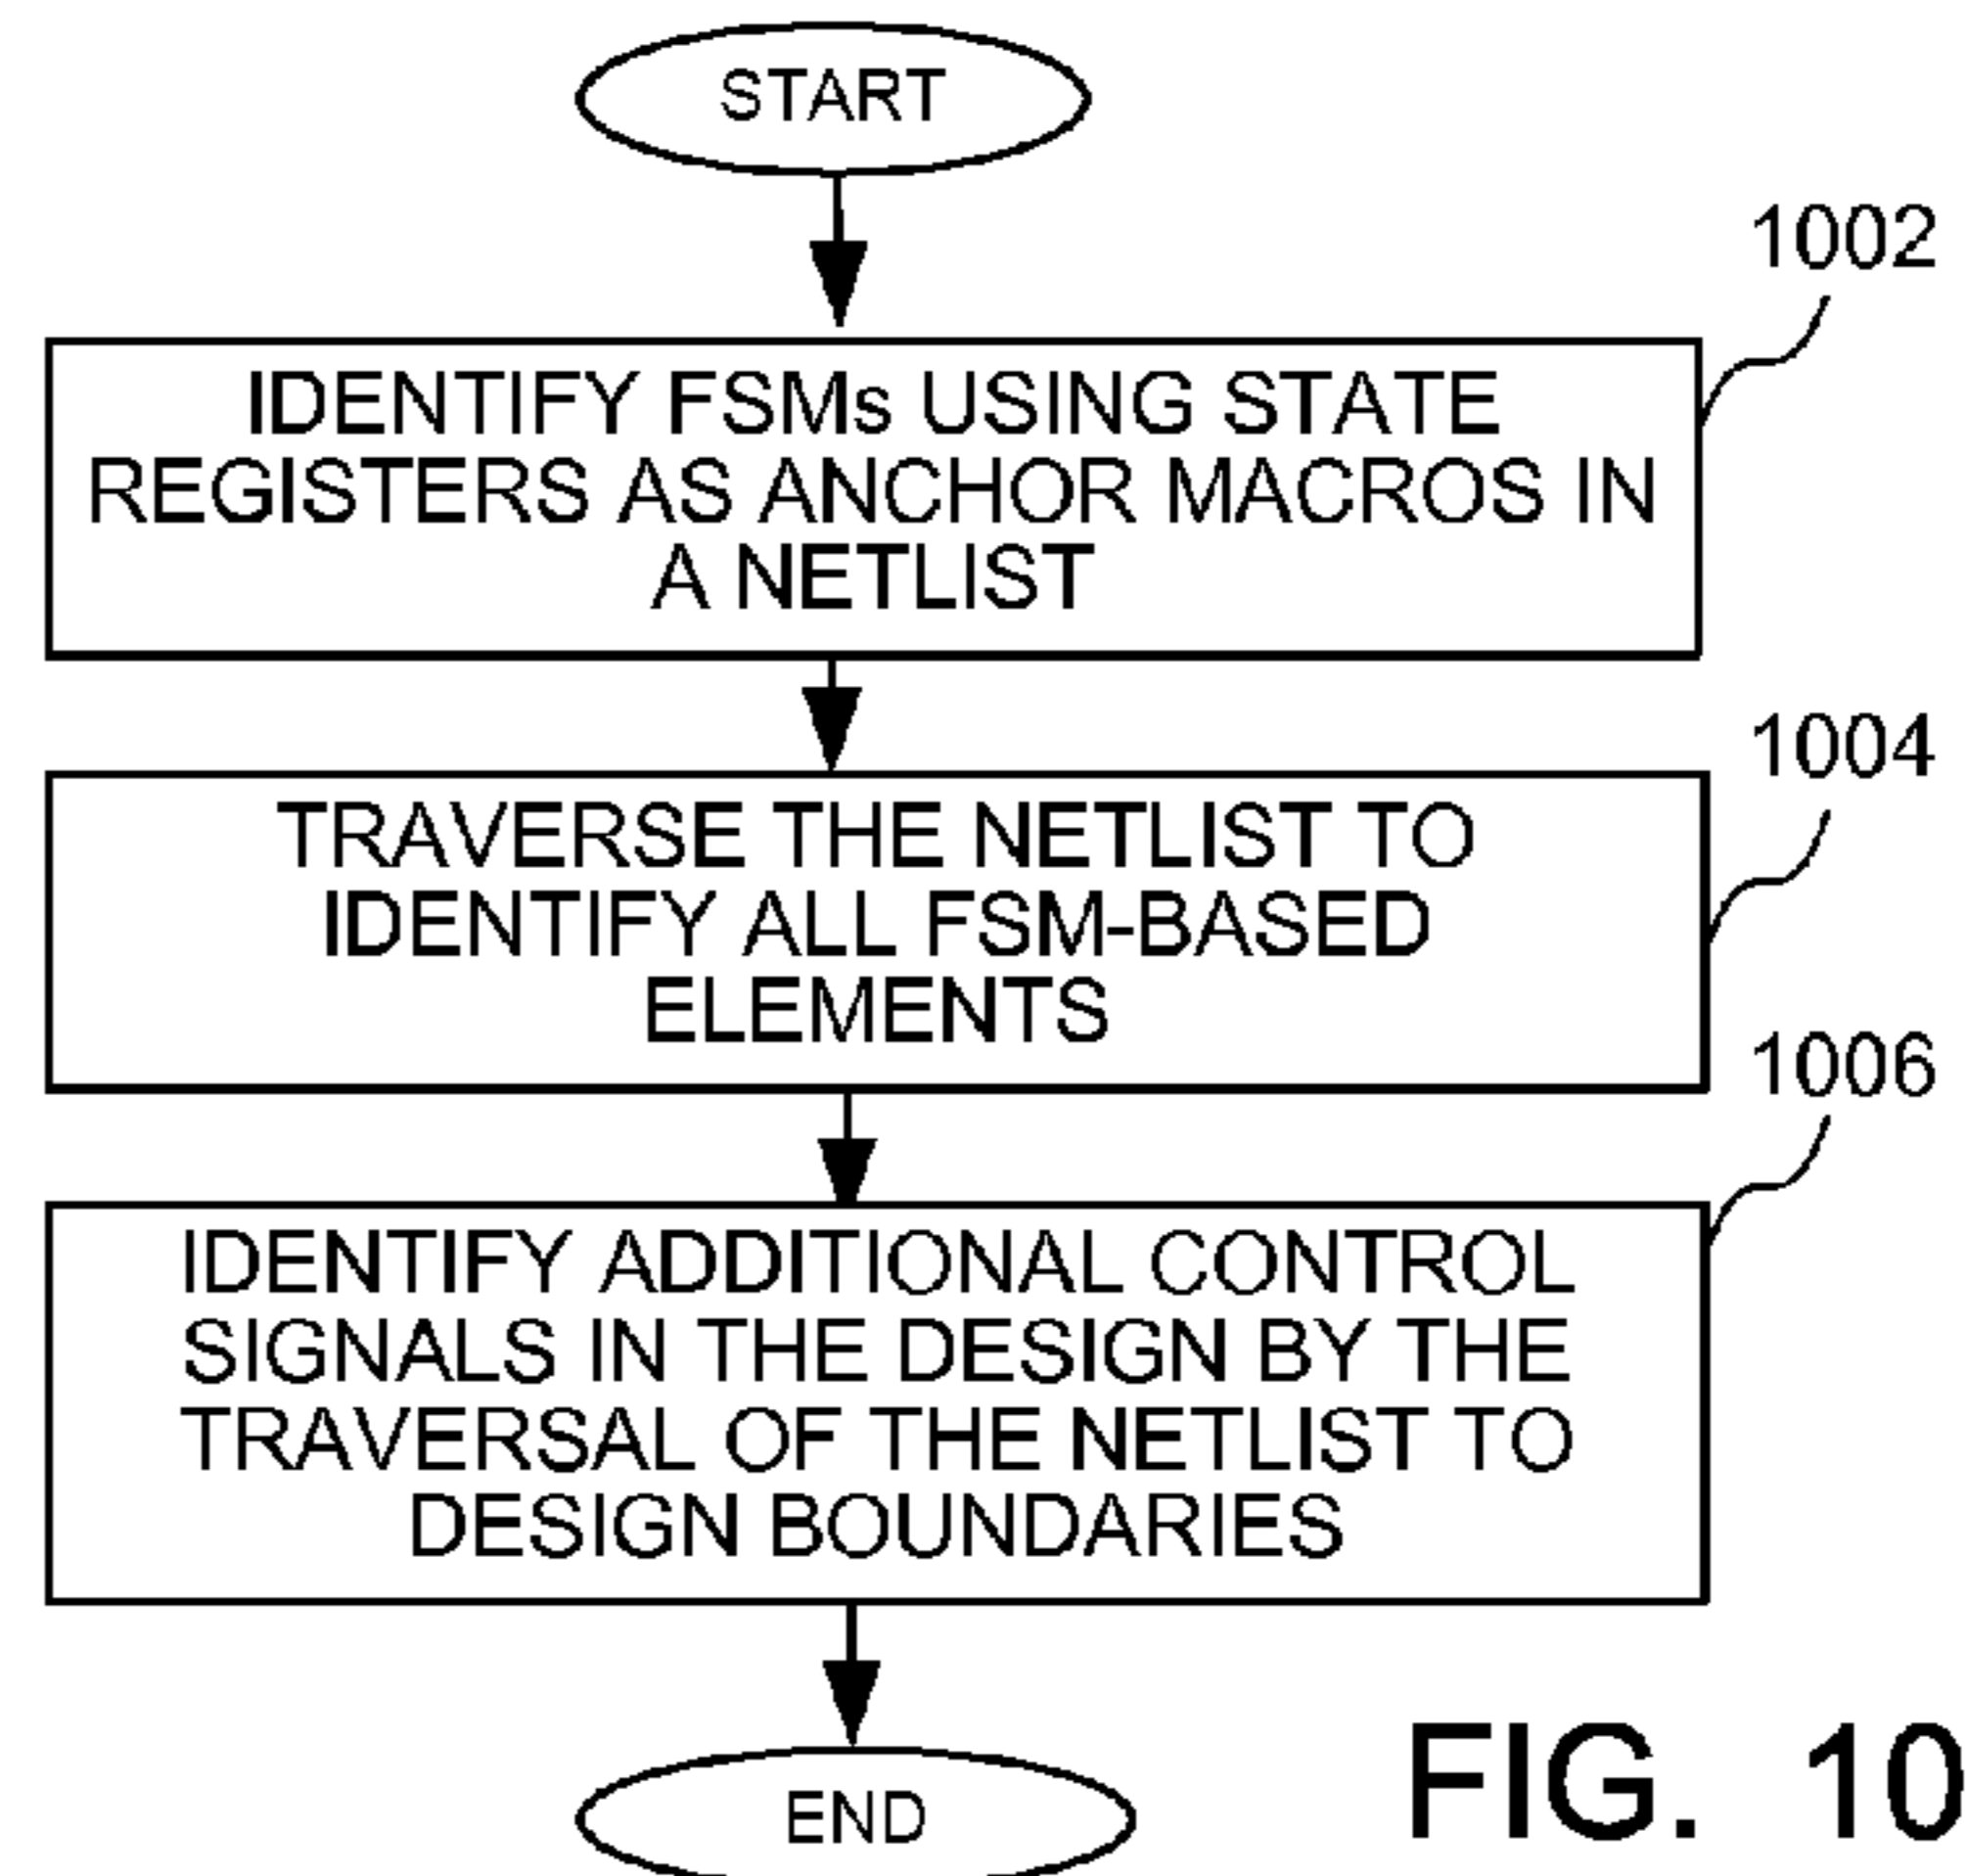 START
1002
IDENTIFY FSMs USING STATE
REGISTERS AS ANCHOR MACROS IN
A NETLIST
1004
TRAVERSE THE NETLIST TO
IDENTIFY ALL FSM-BASED
ELEMENTS
1006
IDENTIFY ADDITIONAL CONTROL
SIGNALS IN THE DESIGN BY THE
TRAVERSAL OF THE NETLIST TO
DESIGN BOUNDARIES
END
FIG. 10